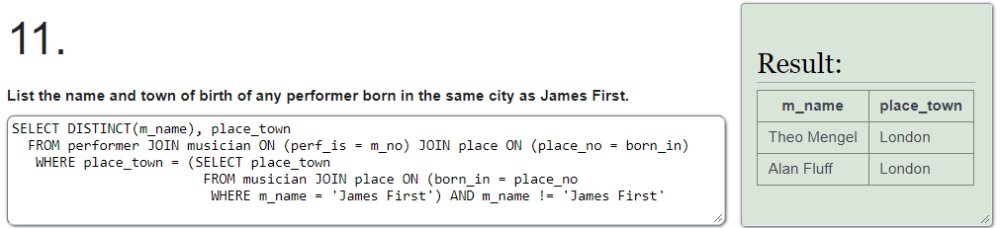 11.
List the name and town of birth of any performer born in the same city as James First.
SELECT DISTINCT(m_name), place_town
FROM performer JOIN musician ON (perf_is = m_no) JOIN place ON (place_no = born_in)
WHERE place_town = (SELECT place_town
FROM musician JOIN place ON (born_in = place_no
WHERE m_name = 'James First') AND m_name != 'James First'
Result:
m_name place_town
Theo Mengel London
Alan Fluff London